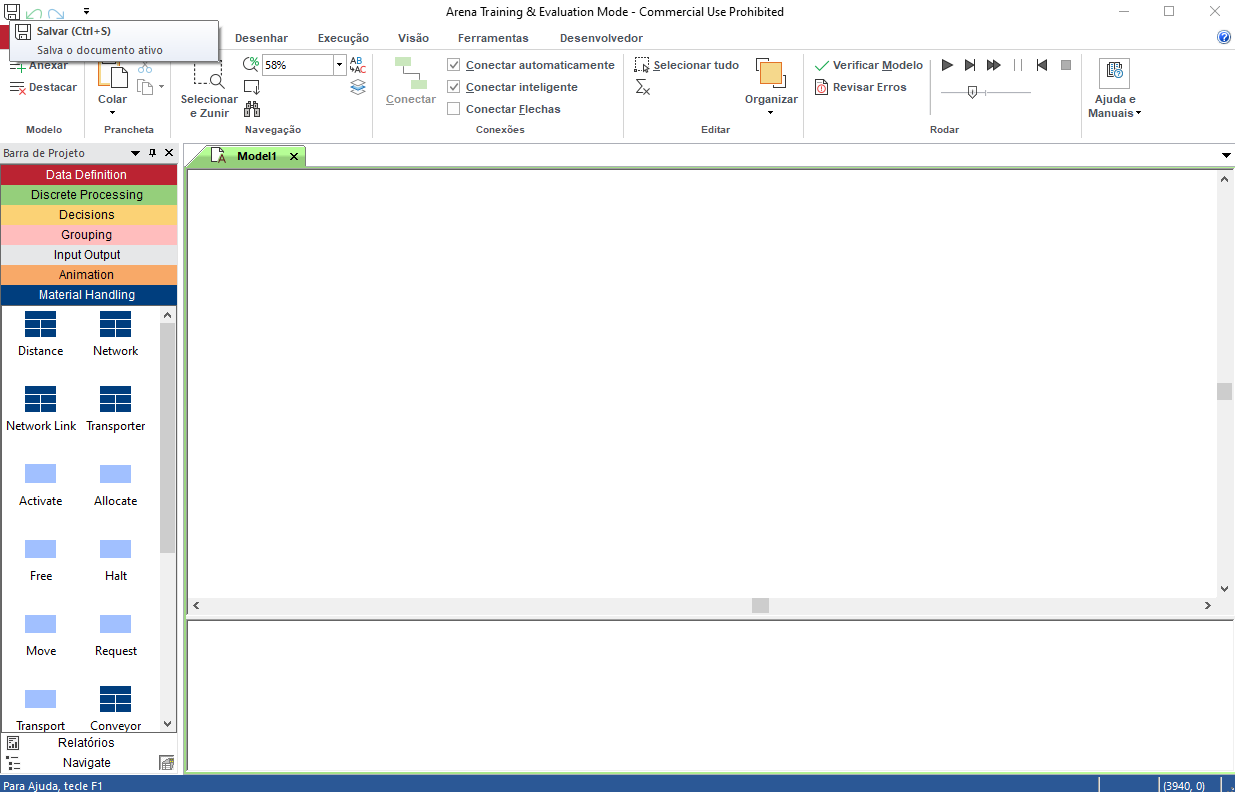 Arena Training & Evaluation Mode - Commercial Use Prohibited
Salvar (Ctrl+S)
Salva o documento ativo
Desenhar
Execução
Visão
Ferramentas
Desenvolvedor
Anexar
Destacar
Modelo
Colar
Prancheta
Selecionar
e Zunir
58%
AB
AC
Navegação
Conectar
Conectar automaticamente
Conectar inteligente
Conectar Flechas
Conexões
Selecionar tudo
Organizar
Editar
Verificar Modelo
Revisar Erros
Rodar
Ajuda e
Manuais
Barra de Projeto
Model1
Data Definition
Discrete Processing
Decisions
Grouping
Input Output
Animation
Material Handling
Distance
Network
Network Link
Transporter
Activate
Allocate
Free
Halt
Move
Request
Transport
Conveyor
Relatórios
Navigate
Para Ajuda, tecle F1
(3940, 0)